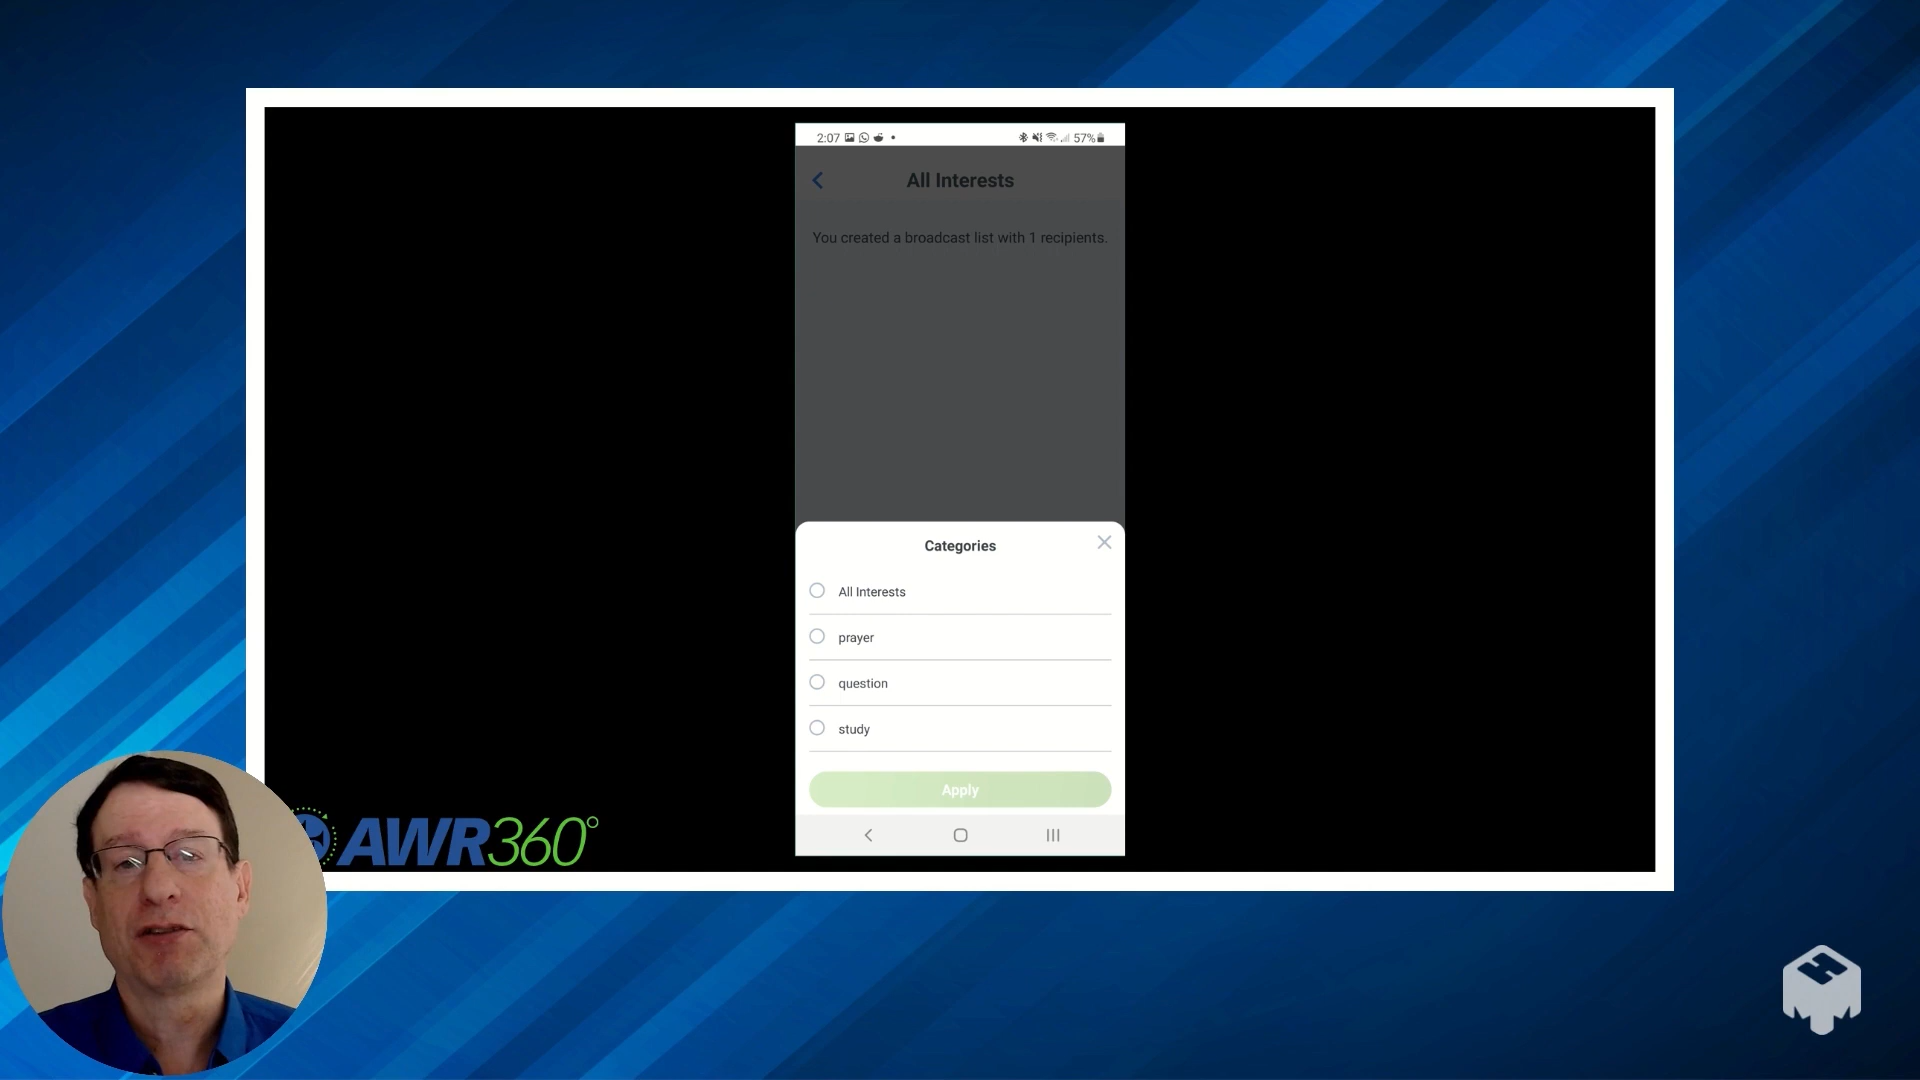 2:07
57%
All Interests
You created a broadcast list with 1 recipients.
Categories
All Interests
prayer
question
study
Apply
AWR360°